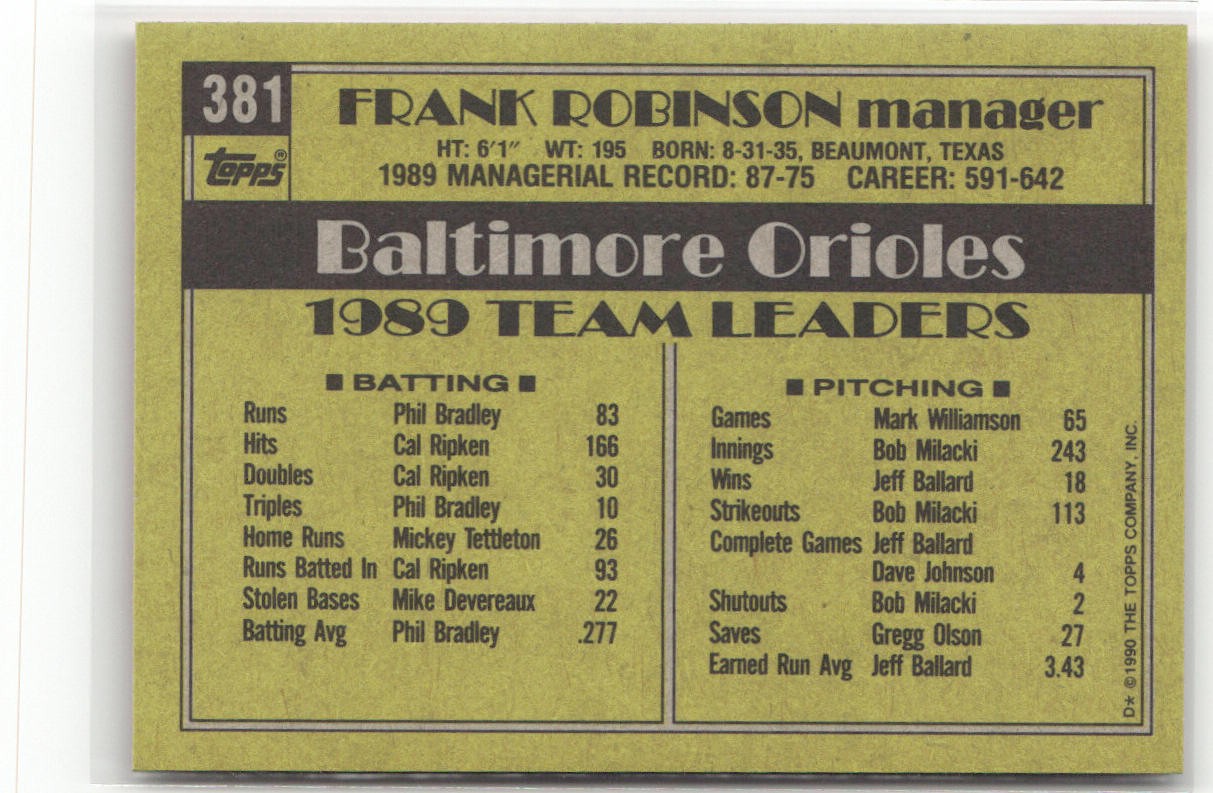 381
FRANK ROBINSON manager
topps®
HT: 6'1" WT: 195 BORN: 8-31-35, BEAUMONT, TEXAS
1989 MANAGERIAL RECORD: 87-75 CAREER: 591-642
Baltimore Orioles
1989 TEAM LEADERS
■ BATTING ■
Runs Phil Bradley 83
Hits Cal Ripken 166
Doubles Cal Ripken 30
Triples Phil Bradley 10
Home Runs Mickey Tettleton 26
Runs Batted In Cal Ripken 93
Stolen Bases Mike Devereaux 22
Batting Avg Phil Bradley .277
■ PITCHING ■
Games Mark Williamson 65
Innings Bob Milacki 243
Wins Jeff Ballard 18
Strikeouts Bob Milacki 113
Complete Games Jeff Ballard
Dave Johnson 4
Shutouts Bob Milacki 2
Saves Gregg Olson 27
Earned Run Avg Jeff Ballard 3.43
D* ©1990 THE TOPPS COMPANY, INC.